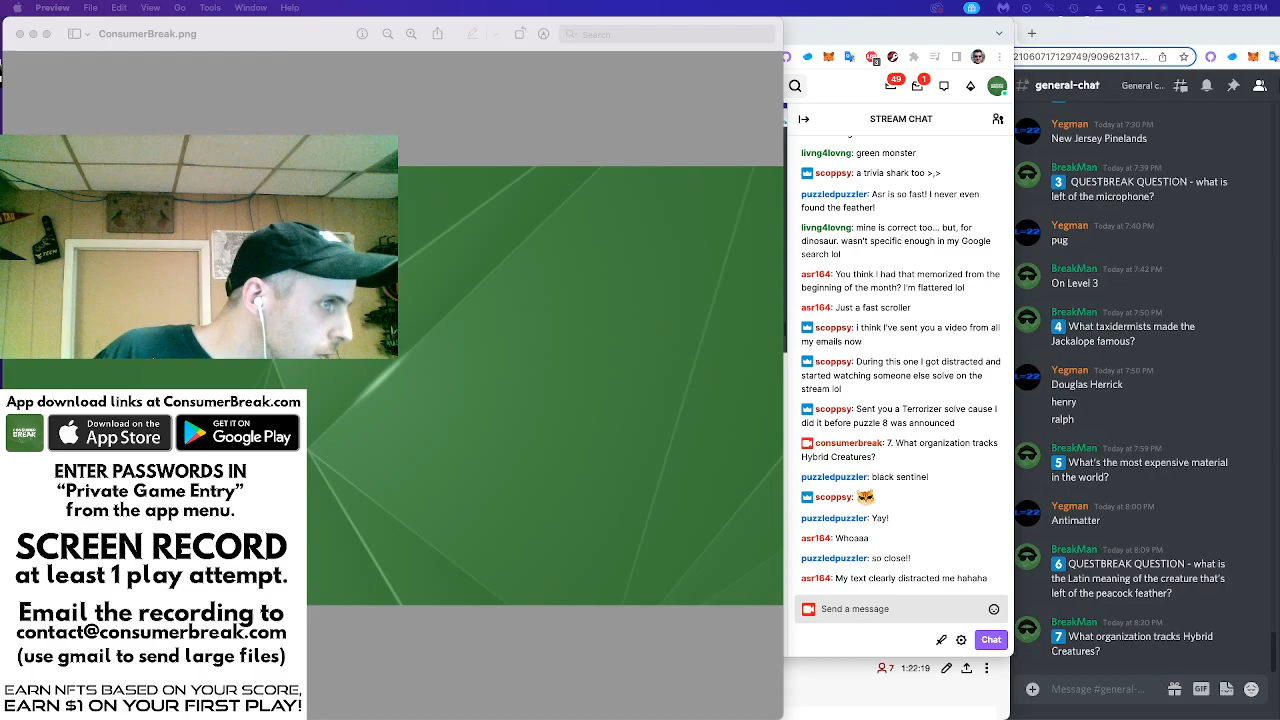 Preview File Edit View Go Tools Window Help
Wed Mar 30 8:28 PM
ConsumerBreak.png
Search
TECH
App download links at ConsumerBreak.com
CONSUMER BREAK
Download on the
App Store
GET IT ON
Google Play
ENTER PASSWORDS IN
“Private Game Entry”
from the app menu.
SCREEN RECORD
at least 1 play attempt.
Email the recording to
contact@consumerbreak.com
(use gmail to send large files)
EARN NFTS BASED ON YOUR SCORE,
EARN $1 ON YOUR FIRST PLAY!
49
1
STREAM CHAT
livng4lovng: green monster
scoppsy: a trivia shark too >,>
puzzledpuzzler: Asr is so fast! I never even
found the feather!
livng4lovng: mine is correct too... but, for
dinosaur. wasn't specific enough in my Google
search lol
asr164: You think I had that memorized from the
beginning of the month? I'm flattered lol
asr164: Just a fast scroller
scoppsy: i think I've sent you a video from all
my emails now
scoppsy: During this one I got distracted and
started watching someone else solve on the
stream lol
scoppsy: Sent you a Terrorizer solve cause I
did it before puzzle 8 was announced
consumerbreak: 7. What organization tracks
Hybrid Creatures?
puzzledpuzzler: black sentinel
scoppsy:
puzzledpuzzler: Yay!
asr164: Whoaaa
puzzledpuzzler: so close!!
asr164: My text clearly distracted me hahaha
Send a message
Chat
7 1:22:19
21060717129749/909621317...
general-chat
General c...
Yegman Today at 7:30 PM
New Jersey Pinelands
BreakMan Today at 7:39 PM
3 QUESTBREAK QUESTION - what is
left of the microphone?
Yegman Today at 7:40 PM
pug
BreakMan Today at 7:42 PM
On Level 3
BreakMan Today at 7:50 PM
4 What taxidermists made the
Jackalope famous?
Yegman Today at 7:50 PM
Douglas Herrick
henry
ralph
BreakMan Today at 7:59 PM
5 What's the most expensive material
in the world?
Yegman Today at 8:00 PM
Antimatter
BreakMan Today at 8:09 PM
6 QUESTBREAK QUESTION - what is
the Latin meaning of the creature that's
left of the peacock feather?
BreakMan Today at 8:20 PM
7 What organization tracks Hybrid
Creatures?
Message #general-...
GIF